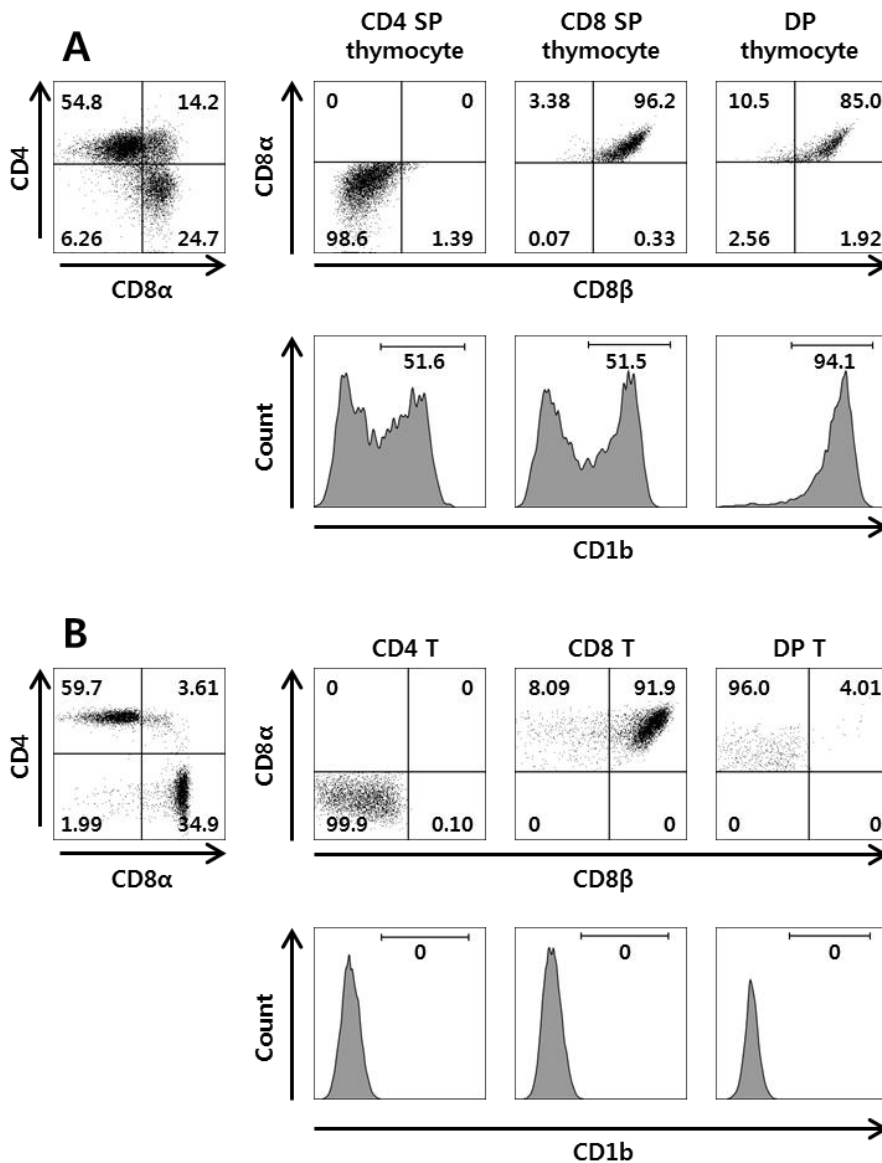 A
CD4 SP
thymocyte
CD8 SP
thymocyte
DP
thymocyte
54.8 14.2
6.26 24.7
CD4
CD8α
0 0
98.6 1.39
3.38 96.2
0.07 0.33
10.5 85.0
2.56 1.92
CD8α
CD8β
51.6
51.5
94.1
Count
CD1b
B
CD4 T
CD8 T
DP T
59.7 3.61
1.99 34.9
CD4
CD8α
0 0
99.9 0.10
8.09 91.9
0 0
96.0 4.01
0 0
CD8α
CD8β
0
0
0
Count
CD1b